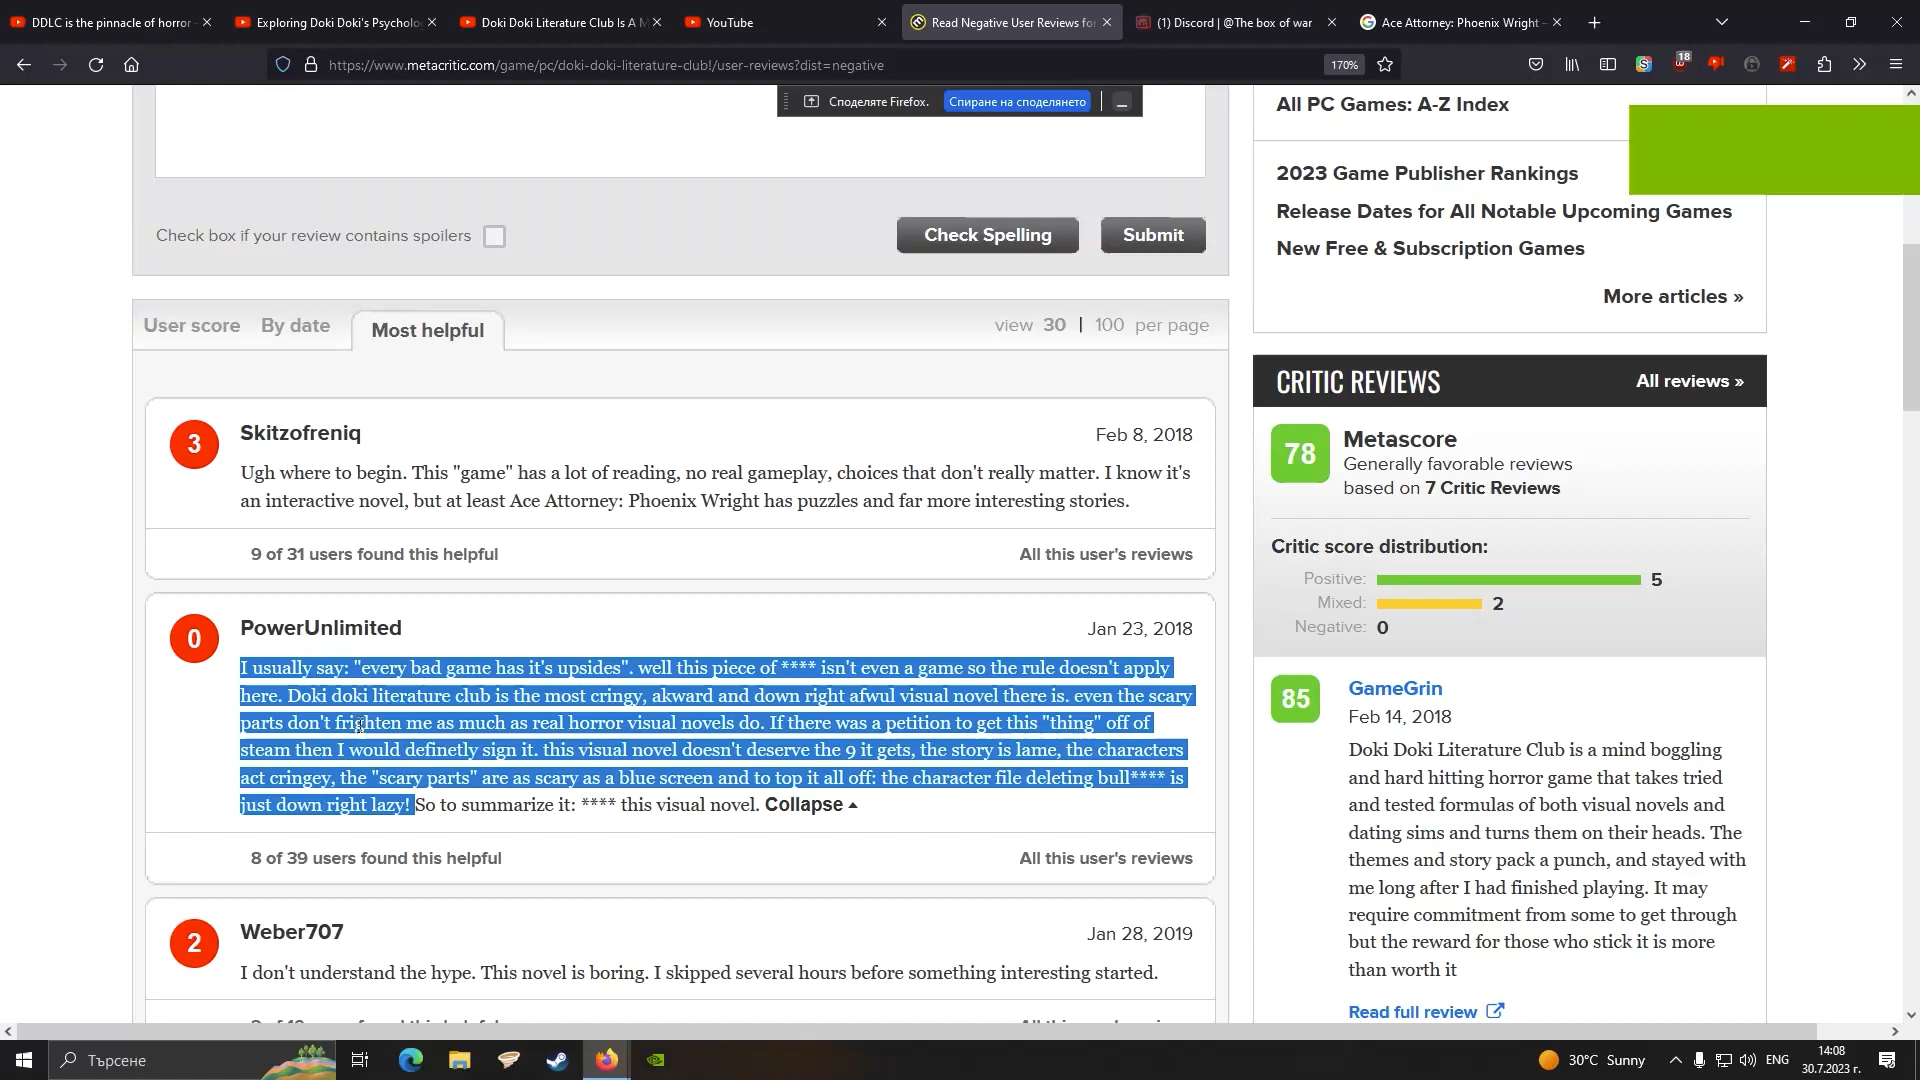 DDLC is the pinnacle of horror -
Exploring Doki Doki's Psycholo
Doki Doki Literature Club Is A M
YouTube
Read Negative User Reviews fo
(1) Discord | @The box of war
Ace Attorney: Phoenix Wright –
https://www.metacritic.com/game/pc/doki-doki-literature-club!/user-reviews?dist=negative
170%
18
Споделяте Firefox.
Спиране на споделянето
Check box if your review contains spoilers
Check Spelling
Submit
User score
By date
Most helpful
view 30 | 100 per page
3
Skitzofreniq
Feb 8, 2018
Ugh where to begin. This "game" has a lot of reading, no real gameplay, choices that don't really matter. I know it's
an interactive novel, but at least Ace Attorney: Phoenix Wright has puzzles and far more interesting stories.
9 of 31 users found this helpful
All this user's reviews
0
PowerUnlimited
Jan 23, 2018
I usually say: "every bad game has it's upsides". well this piece of **** isn't even a game so the rule doesn't apply
here. Doki doki literature club is the most cringy, akward and down right afwul visual novel there is. even the scary
parts don't frighten me as much as real horror visual novels do. If there was a petition to get this "thing" off of
steam then I would definetly sign it. this visual novel doesn't deserve the 9 it gets, the story is lame, the characters
act cringey, the "scary parts" are as scary as a blue screen and to top it all off: the character file deleting bull**** is
just down right lazy! So to summarize it: **** this visual novel. Collapse
8 of 39 users found this helpful
All this user's reviews
2
Weber707
Jan 28, 2019
I don't understand the hype. This novel is boring. I skipped several hours before something interesting started.
All PC Games: A-Z Index
2023 Game Publisher Rankings
Release Dates for All Notable Upcoming Games
New Free & Subscription Games
More articles »
CRITIC REVIEWS
All reviews »
78
Metascore
Generally favorable reviews
based on 7 Critic Reviews
Critic score distribution:
Positive: 5
Mixed: 2
Negative: 0
85
GameGrin
Feb 14, 2018
Doki Doki Literature Club is a mind boggling
and hard hitting horror game that takes tried
and tested formulas of both visual novels and
dating sims and turns them on their heads. The
themes and story pack a punch, and stayed with
me long after I had finished playing. It may
require commitment from some to get through
but the reward for those who stick it is more
than worth it
Read full review
Търсене
30°C Sunny
ENG
14:08
30.7.2023 г.